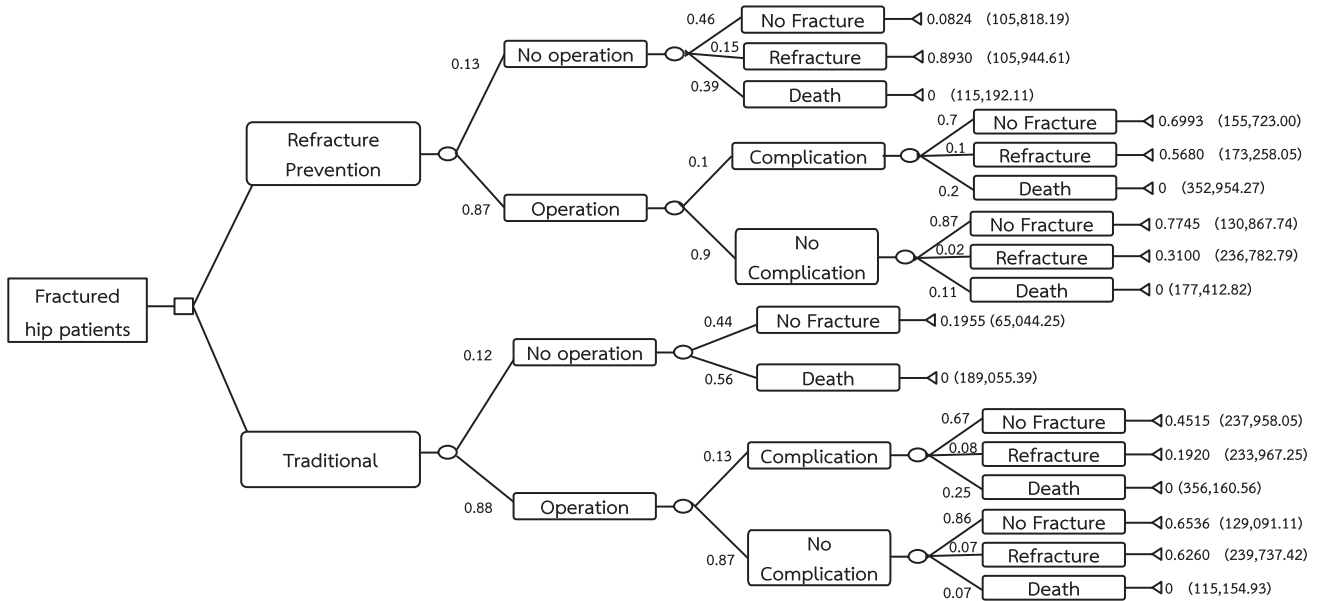 Fractured
hip patients
Refracture
Prevention
0.13
No operation
0.46
No Fracture
0.0824 (105,818.19)
0.15
Refracture
0.8930 (105,944.61)
0.39
Death
0 (115,192.11)
0.87
Operation
0.1
Complication
0.7
No Fracture
0.6993 (155,723.00)
0.1
Refracture
0.5680 (173,258.05)
0.2
Death
0 (352,954.27)
0.9
No
Complication
0.87
No Fracture
0.7745 (130,867.74)
0.02
Refracture
0.3100 (236,782.79)
0.11
Death
0 (177,412.82)
Traditional
0.12
No operation
0.44
No Fracture
0.1955 (65,044.25)
0.56
Death
0 (189,055.39)
0.88
Operation
0.13
Complication
0.67
No Fracture
0.4515 (237,958.05)
0.08
Refracture
0.1920 (233,967.25)
0.25
Death
0 (356,160.56)
0.87
No
Complication
0.86
No Fracture
0.6536 (129,091.11)
0.07
Refracture
0.6260 (239,737.42)
0.07
Death
0 (115,154.93)